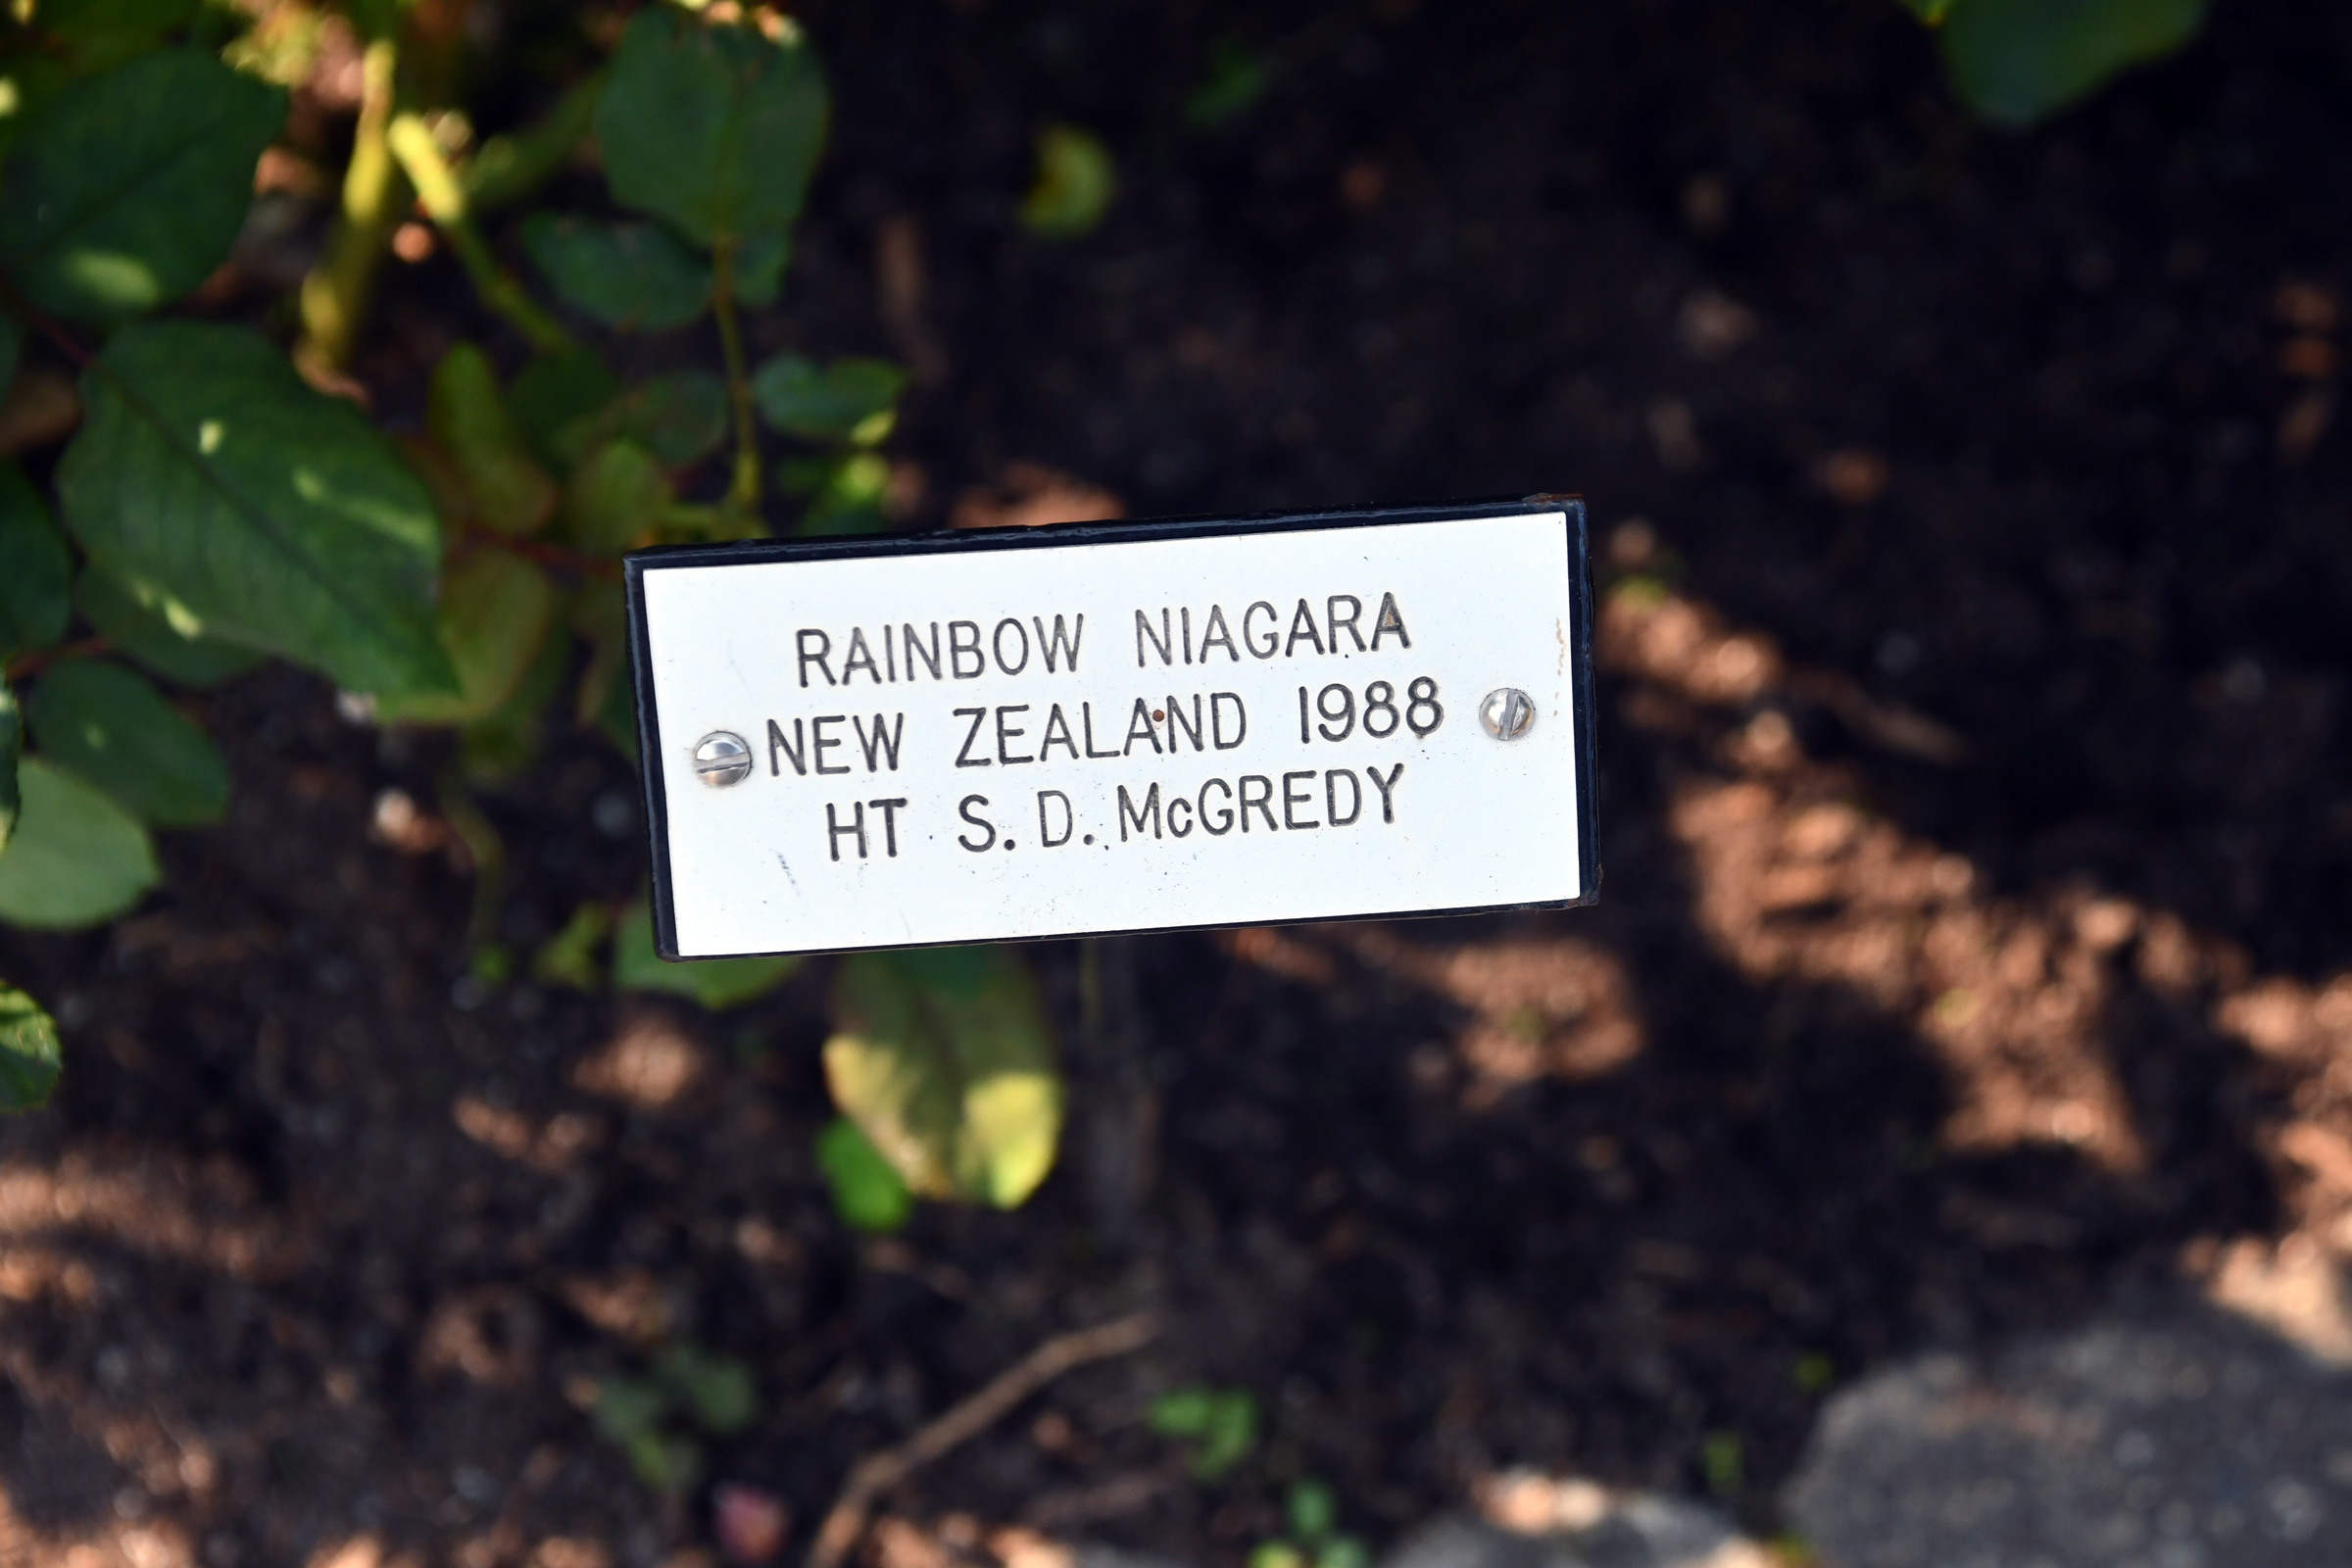 RAINBOW NIAGARA
NEW ZEALAND 1988
HT S. D. McGREDY